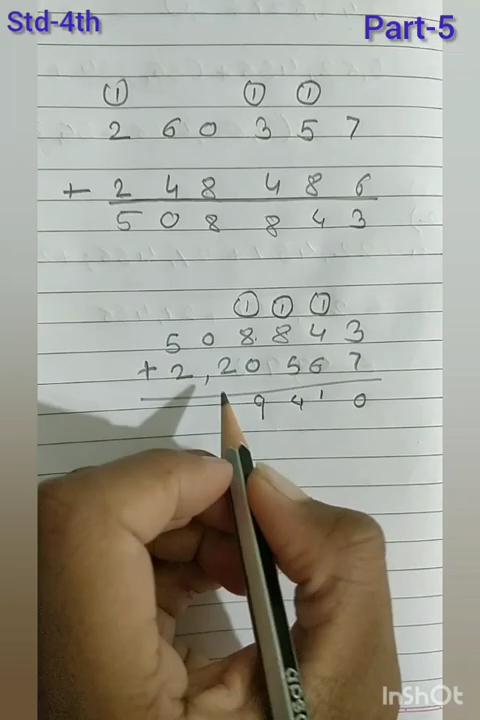 Std-4th
Part-5
1 1 1
2 6 0 3 5 7
+ 2 4 8 4 8 6
5 0 8 8 4 3
1 1 1
5 0 8 8 4 3
+ 2,2 0 5 6 7
9 4 1 0
InShOt